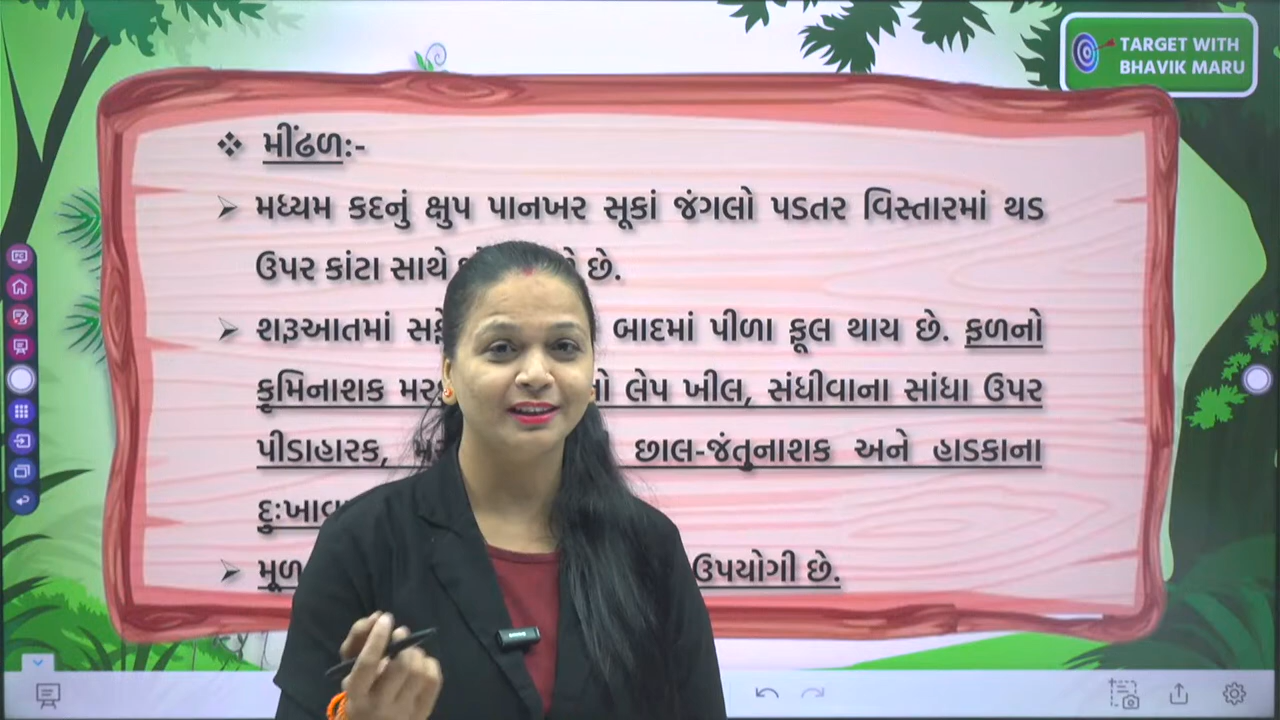 TARGET WITH
BHAVIK MARU
❖ મીંઢળઃ-
➢ મધ્યમ કદનું ક્ષુપ પાનખર સૂકાં જંગલો પડતર વિસ્તારમાં થડ
ઉપર કાંટા સાથે છે.
➢ શરૂઆતમાં બાદમાં પીળા ફૂલ થાય છે. ફળનો
કૃમિનાશક લેપ ખીલ, સંધીવાના સાંધા ઉપર
પીડાહારક, છાલ-જંતુનાશક અને હાડકાના
➢ મૂળ ઉપયોગી છે.